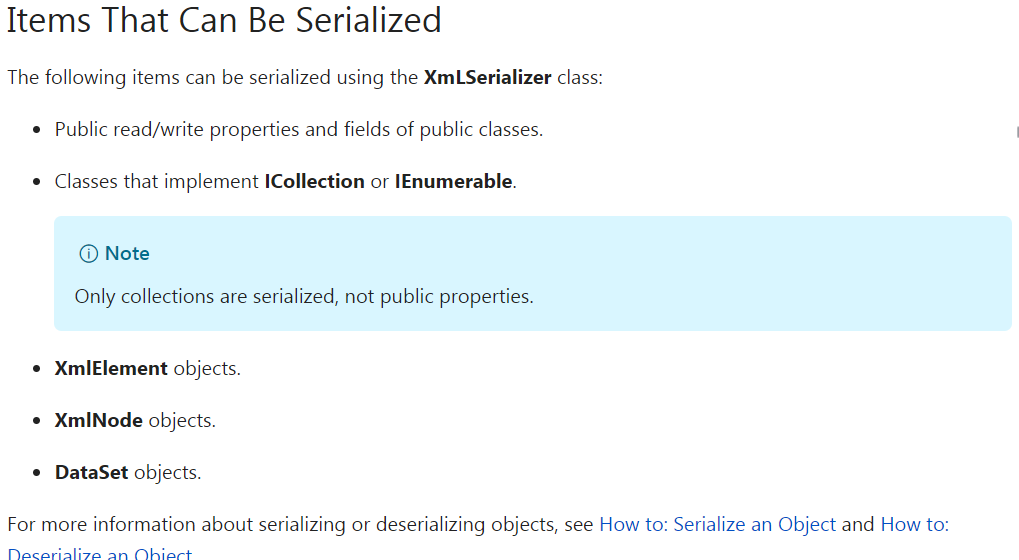 Items That Can Be Serialized
The following items can be serialized using the XmLSerializer class:
• Public read/write properties and fields of public classes.
• Classes that implement ICollection or IEnumerable.
Note
Only collections are serialized, not public properties.
• XmlElement objects.
• XmlNode objects.
• DataSet objects.
For more information about serializing or deserializing objects, see How to: Serialize an Object and How to:
Deserialize an Object